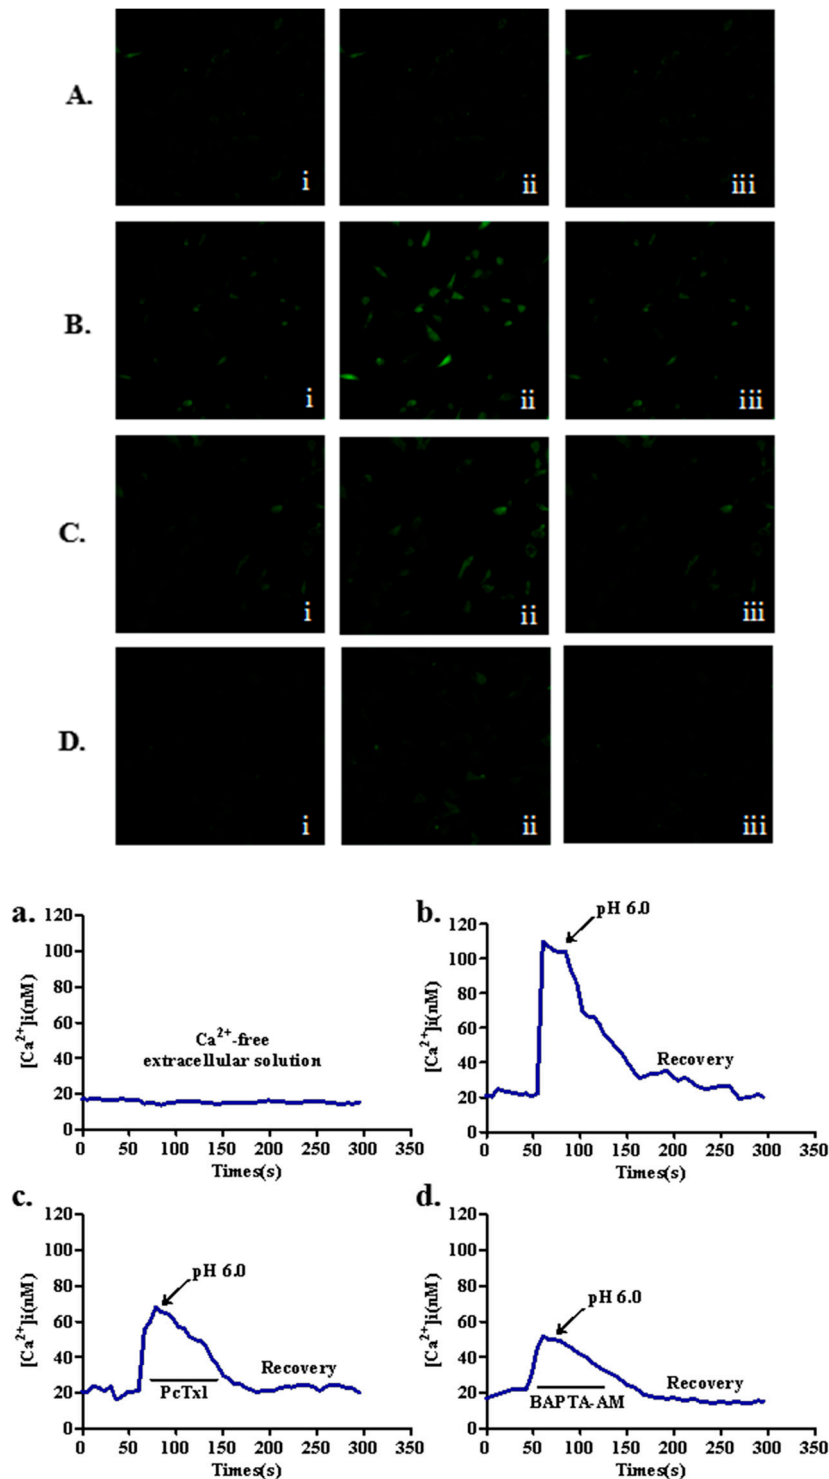 A.
i
ii
iii
B.
i
ii
iii
C.
i
ii
iii
D.
i
ii
iii
a.
120
100
80
60
40
20
0
[Ca²⁺]i(nM)
Ca²⁺-free
extracellular solution
0 50 100 150 200 250 300 350
Times(s)
b.
120
100
80
60
40
20
0
[Ca²⁺]i(nM)
pH 6.0
Recovery
0 50 100 150 200 250 300 350
Times(s)
c.
120
100
80
60
40
20
0
[Ca²⁺]i(nM)
pH 6.0
PcTx1
Recovery
0 50 100 150 200 250 300 350
Times(s)
d.
120
100
80
60
40
20
0
[Ca²⁺]i(nM)
pH 6.0
BAPTA-AM
Recovery
0 50 100 150 200 250 300 350
Times(s)